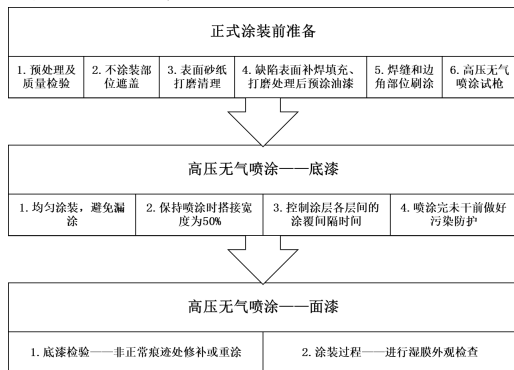 正式涂装前准备
1. 预处理及
质量检验
2. 不涂装部
位遮盖
3. 表面砂纸
打磨清理
4. 缺陷表面补焊填充、
打磨处理后预涂油漆
5. 焊缝和边
角部位刷涂
6. 高压无气
喷涂试枪
高压无气喷涂——底漆
1. 均匀涂装，避免漏
涂
2. 保持喷涂时搭接宽
度为50%
3. 控制涂层各层间的
涂覆间隔时间
4. 喷涂完未干前做好
污染防护
高压无气喷涂——面漆
1. 底漆检验——非正常痕迹处修补或重涂
2. 涂装过程——进行湿膜外观检查